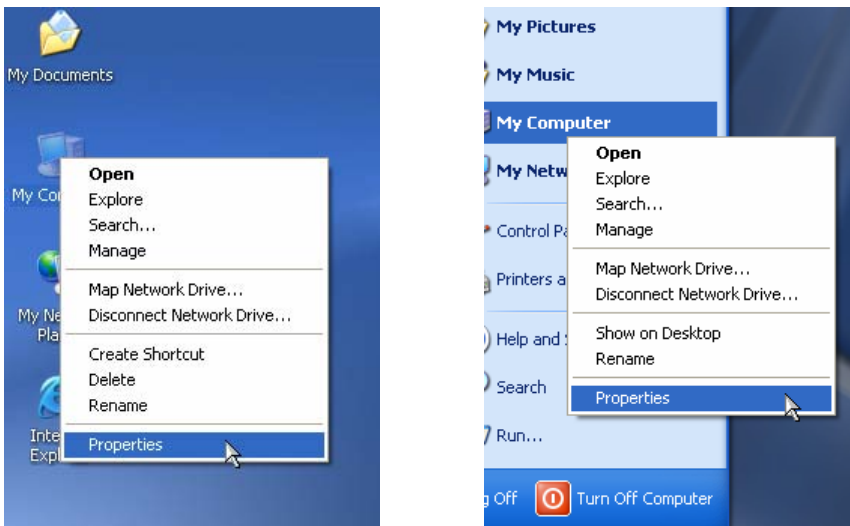 My Documents
My Co
Open
Explore
Search...
Manage
Map Network Drive...
Disconnect Network Drive...
Create Shortcut
Delete
Rename
Properties
My Ne
Pla
Inte
Expl
My Pictures
My Music
My Computer
My Netw
Control Pa
Printers a
Help and
Search
Run...
Open
Explore
Search...
Manage
Map Network Drive...
Disconnect Network Drive...
Show on Desktop
Rename
Properties
g Off
Turn Off Computer